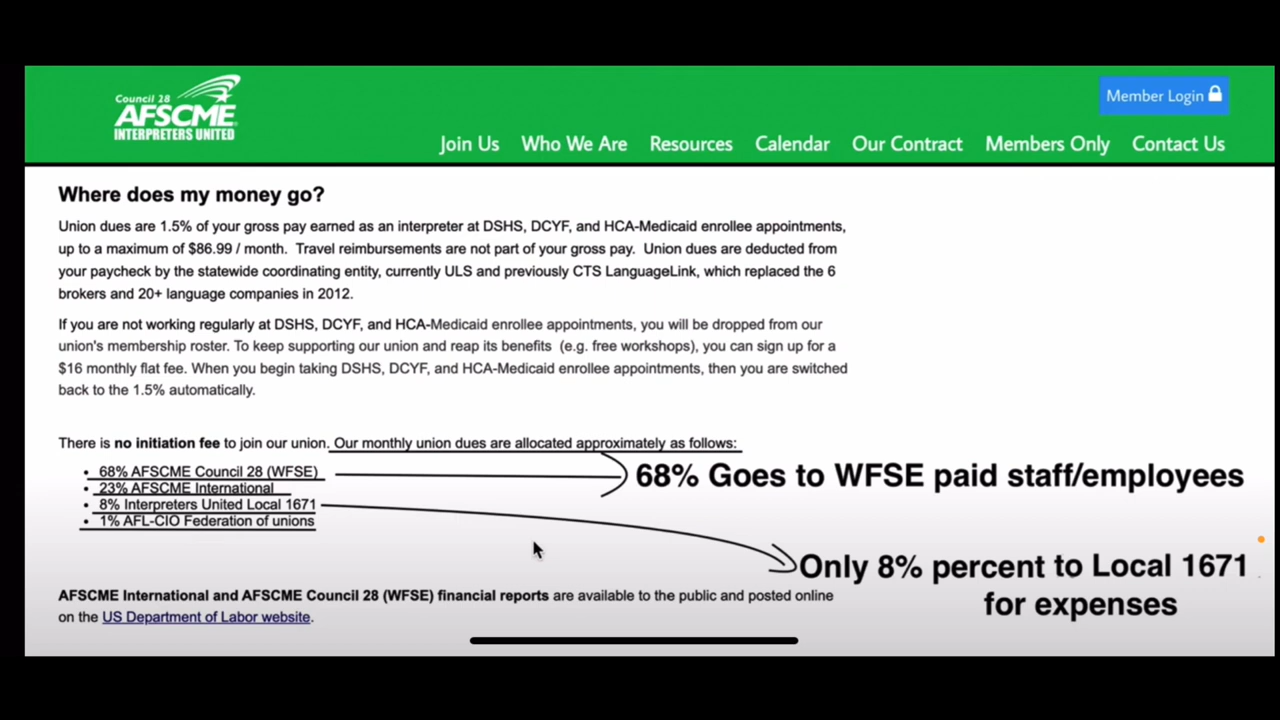 Council 28
AFSCME
INTERPRETERS UNITED
Member Login
Join Us Who We Are Resources Calendar Our Contract Members Only Contact Us
Where does my money go?
Union dues are 1.5% of your gross pay earned as an interpreter at DSHS, DCYF, and HCA-Medicaid enrollee appointments,
up to a maximum of $86.99 / month. Travel reimbursements are not part of your gross pay. Union dues are deducted from
your paycheck by the statewide coordinating entity, currently ULS and previously CTS LanguageLink, which replaced the 6
brokers and 20+ language companies in 2012.
If you are not working regularly at DSHS, DCYF, and HCA-Medicaid enrollee appointments, you will be dropped from our
union's membership roster. To keep supporting our union and reap its benefits (e.g. free workshops), you can sign up for a
$16 monthly flat fee. When you begin taking DSHS, DCYF, and HCA-Medicaid enrollee appointments, then you are switched
back to the 1.5% automatically.
There is no initiation fee to join our union. Our monthly union dues are allocated approximately as follows:
• 68% AFSCME Council 28 (WFSE)
• 23% AFSCME International
• 8% Interpreters United Local 1671
• 1% AFL-CIO Federation of unions
68% Goes to WFSE paid staff/employees
Only 8% percent to Local 1671
for expenses
AFSCME International and AFSCME Council 28 (WFSE) financial reports are available to the public and posted online
on the US Department of Labor website.